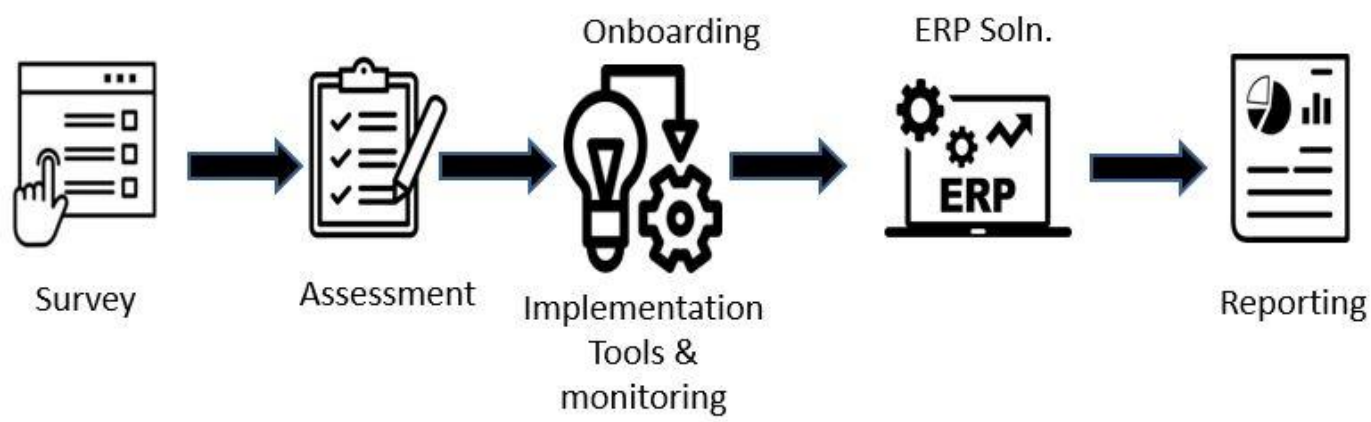 Survey
Assessment
Onboarding
Implementation
Tools &
monitoring
ERP Soln.
ERP
Reporting